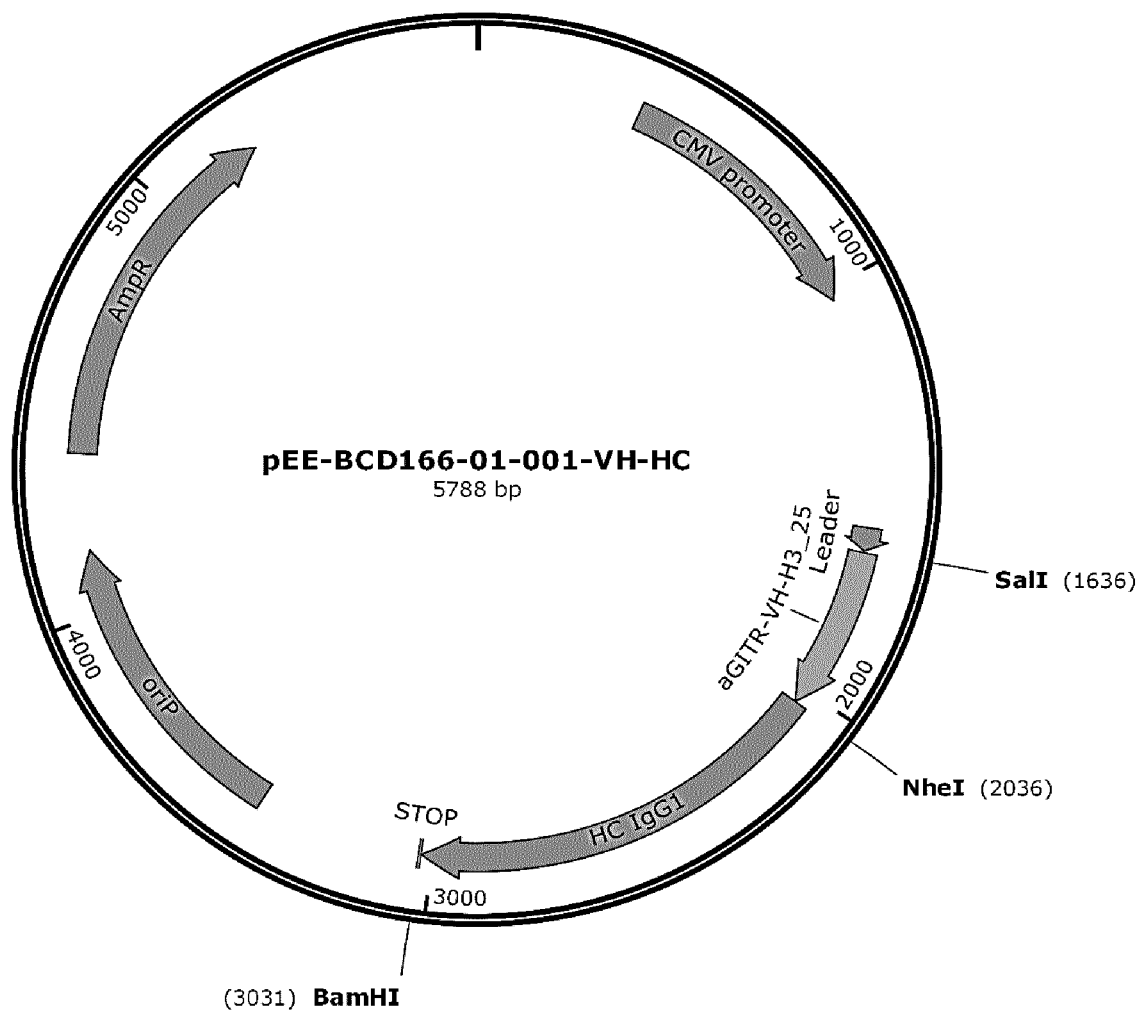 CMV promoter
1000
5000
AmpR
pEE-BCD166-01-001-VH-HC
5788 bp
Leader
aGITR-VH-H3_25
SalI (1636)
2000
NheI (2036)
4000
oriP
HC IgG1
STOP
3000
(3031) BamHI